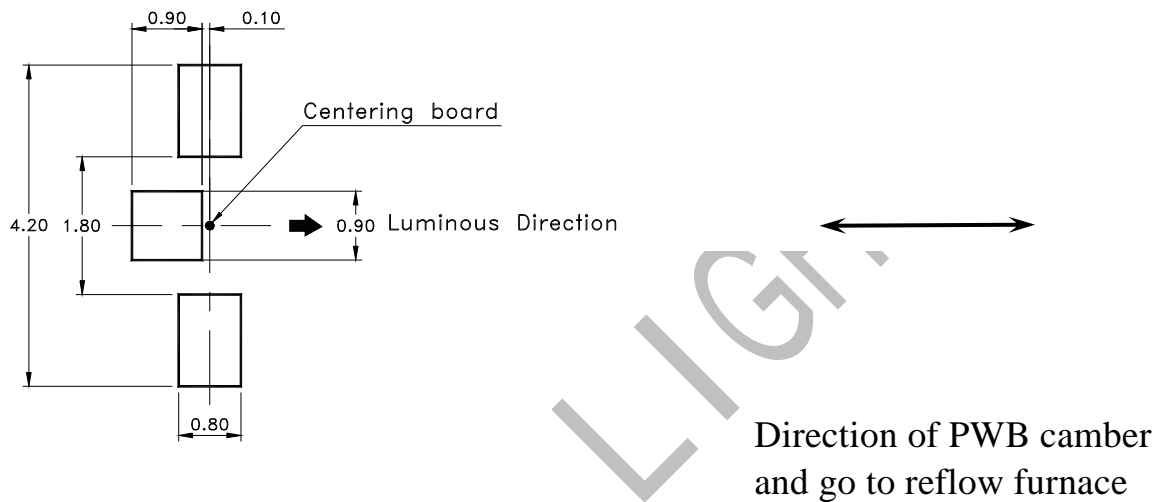 0.90 0.10
Centering board
4.20 1.80 0.90 Luminous Direction
0.80
LIGH
Direction of PWB camber
and go to reflow furnace